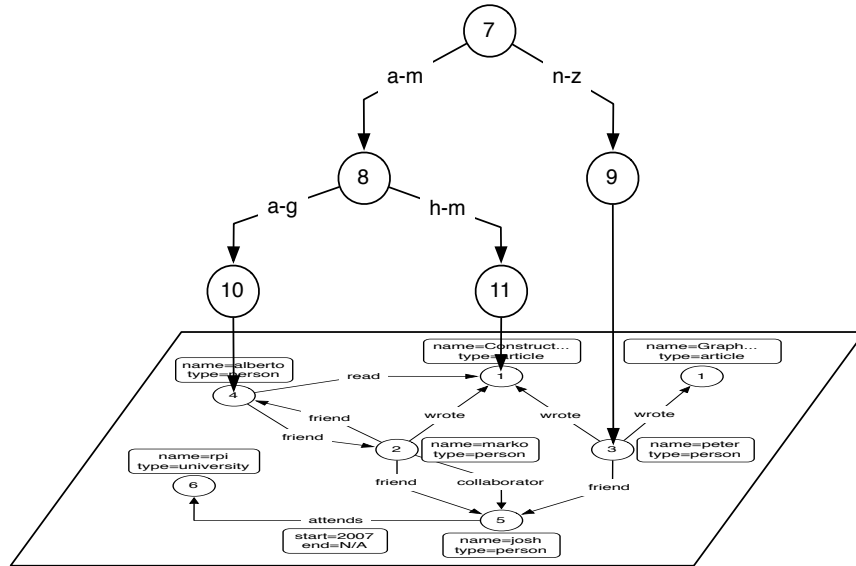 7
a-m
n-z
8
9
a-g
h-m
10
11
name=alberto
type=person
name=Construct...
type=article
name=Graph...
type=article
4
read
1
1
friend
wrote
wrote
wrote
friend
2
name=marko
type=person
3
name=peter
type=person
name=rpi
type=university
6
friend
collaborator
friend
attends
5
start=2007
end=N/A
name=josh
type=person